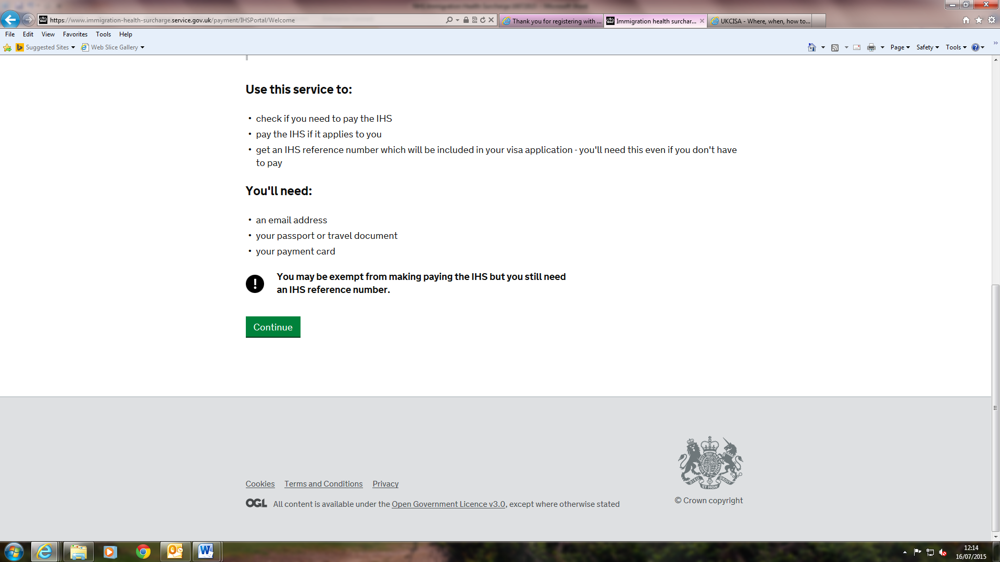 https://www.immigration-health-surcharge.service.gov.uk/payment/IHSPortal/Welcome
Thank you for registering with ...
Immigration health surchar...
UKCISA - Where, when, how to...
File Edit View Favorites Tools Help
Suggested Sites Web Slice Gallery
Page Safety Tools
Use this service to:
• check if you need to pay the IHS
• pay the IHS if it applies to you
• get an IHS reference number which will be included in your visa application - you'll need this even if you don't have
to pay
You'll need:
• an email address
• your passport or travel document
• your payment card
! You may be exempt from making paying the IHS but you still need
an IHS reference number.
Continue
Cookies Terms and Conditions Privacy
OGL All content is available under the Open Government Licence v3.0, except where otherwise stated
© Crown copyright
12:14
16/07/2015